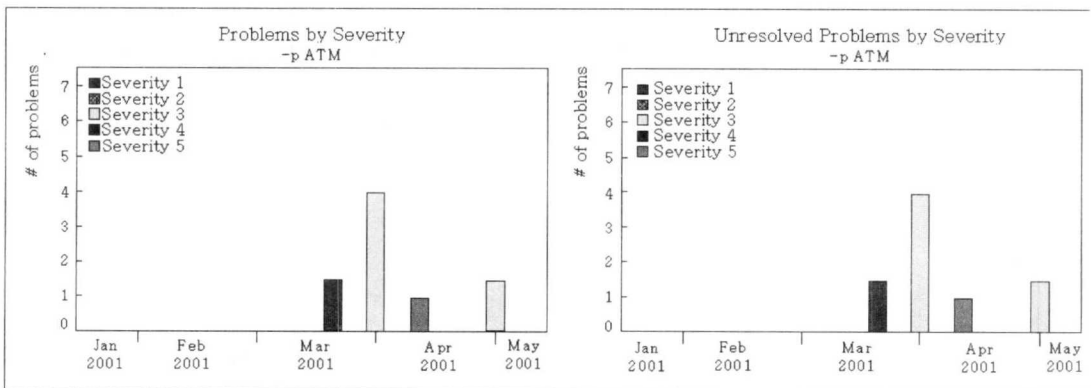 Problems by Severity
-p ATM
# of problems
7
6
5
4
3
2
1
0
Severity 1
Severity 2
Severity 3
Severity 4
Severity 5
Jan Feb Mar Apr May
2001 2001 2001 2001 2001
Unresolved Problems by Severity
-p ATM
# of problems
7
6
5
4
3
2
1
0
Severity 1
Severity 2
Severity 3
Severity 4
Severity 5
Jan Feb Mar Apr May
2001 2001 2001 2001 2001